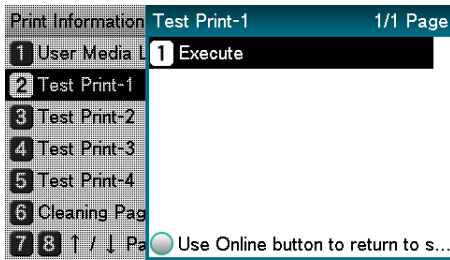 Print Information
1 User Media L
2 Test Print-1
3 Test Print-2
4 Test Print-3
5 Test Print-4
6 Cleaning Pag
7 8 ↑ / ↓ Pa
Test Print-1 1/1 Page
1 Execute
Use Online button to return to s...